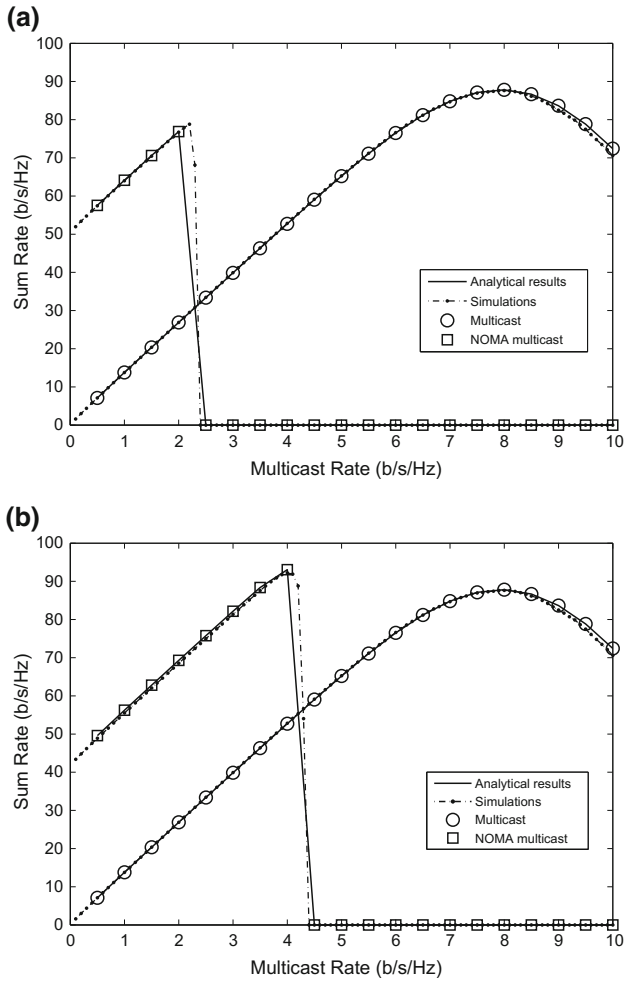 (a)
100
90
80
70
60
50
40
30
20
10
0
Sum Rate (b/s/Hz)
Analytical results
Simulations
Multicast
NOMA multicast
0 1 2 3 4 5 6 7 8 9 10
Multicast Rate (b/s/Hz)
(b)
100
90
80
70
60
50
40
30
20
10
0
Sum Rate (b/s/Hz)
Analytical results
Simulations
Multicast
NOMA multicast
0 1 2 3 4 5 6 7 8 9 10
Multicast Rate (b/s/Hz)